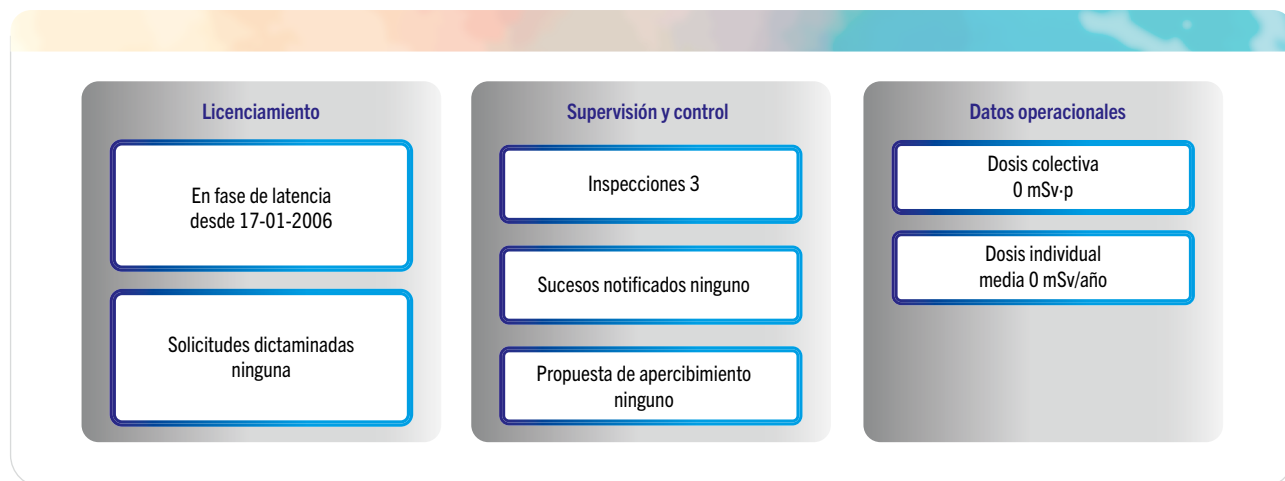 Licenciamiento
En fase de latencia
desde 17-01-2006
Solicitudes dictaminadas
ninguna
Supervisión y control
Inspecciones 3
Sucesos notificados ninguno
Propuesta de apercibimiento
ninguno
Datos operacionales
Dosis colectiva
0 mSv·p
Dosis individual
media 0 mSv/año